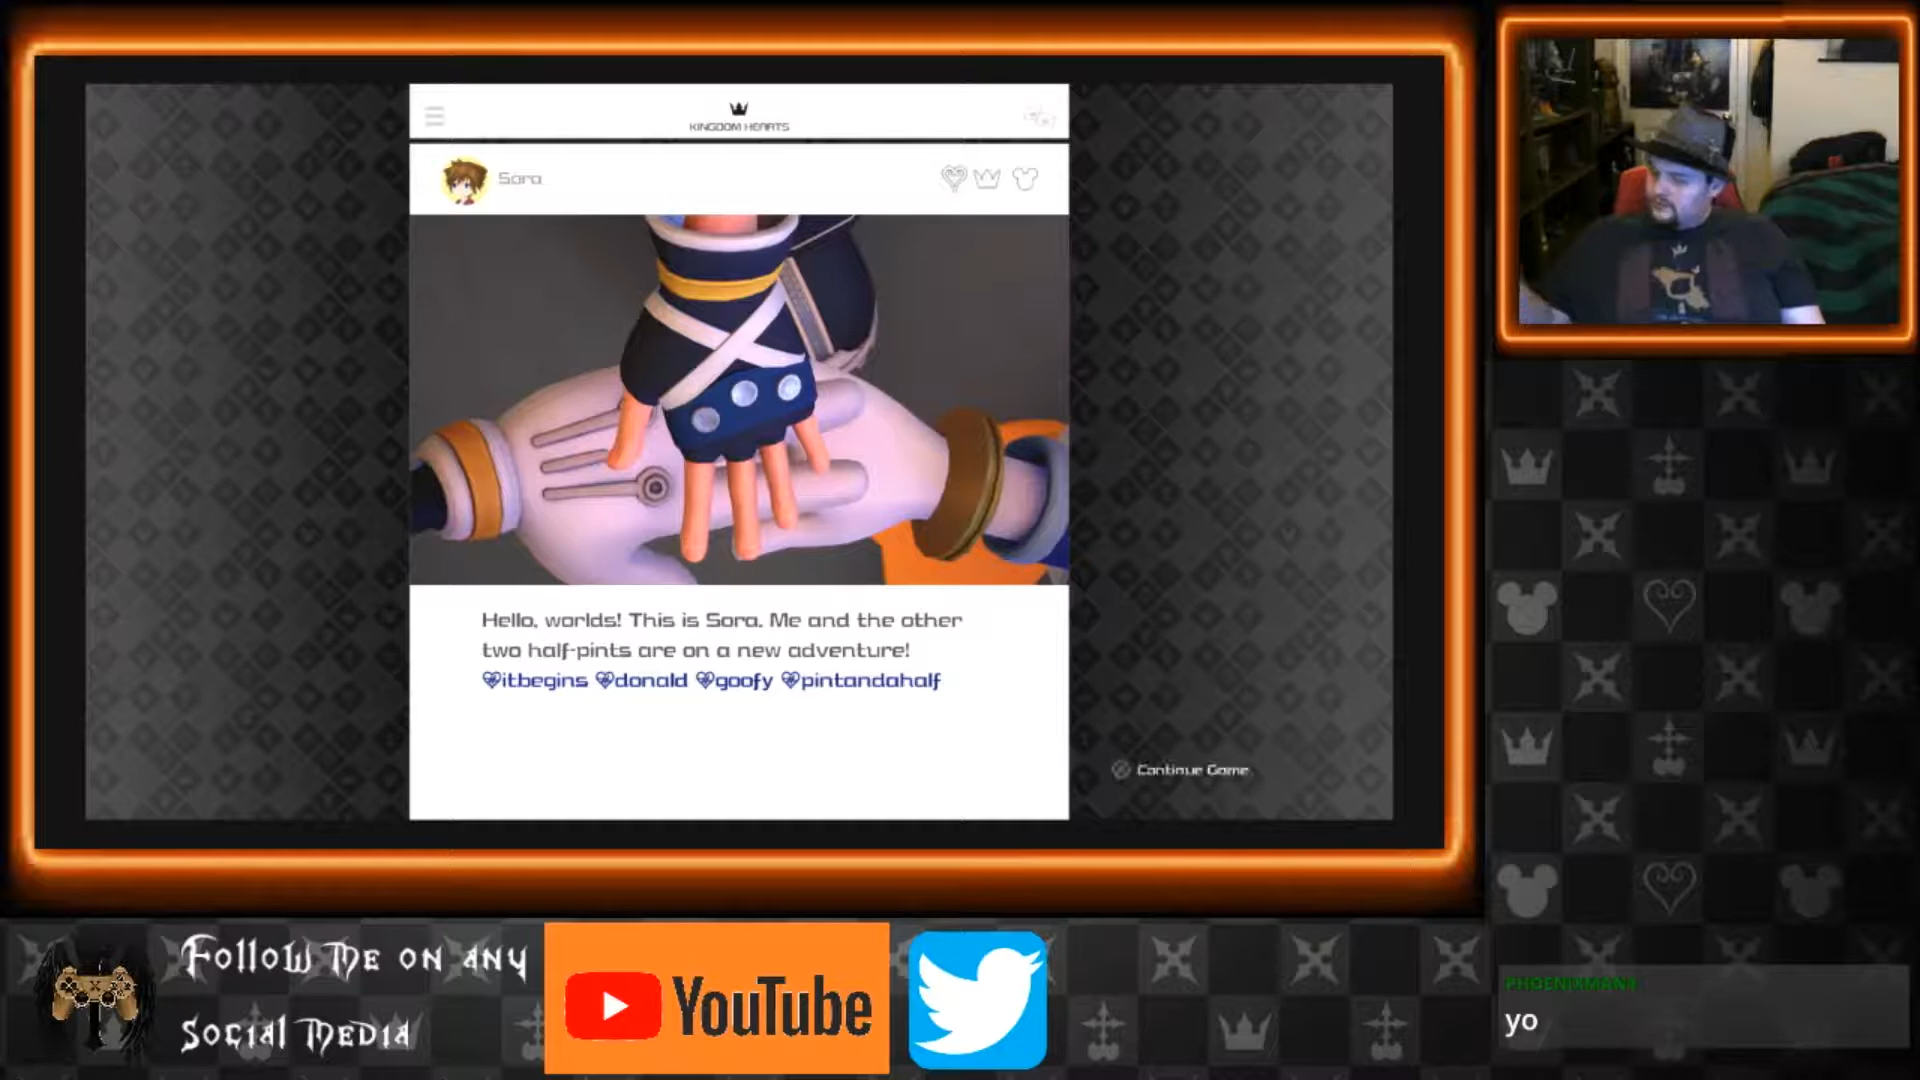 KINGDOM HEARTS
Sora
Hello, worlds! This is Sora. Me and the other
two half-pints are on a new adventure!
itbegins donald goofy pintandahalf
Continue Game
Follow Me on any
Social Media
YouTube
PHOENIXMAN4
yo